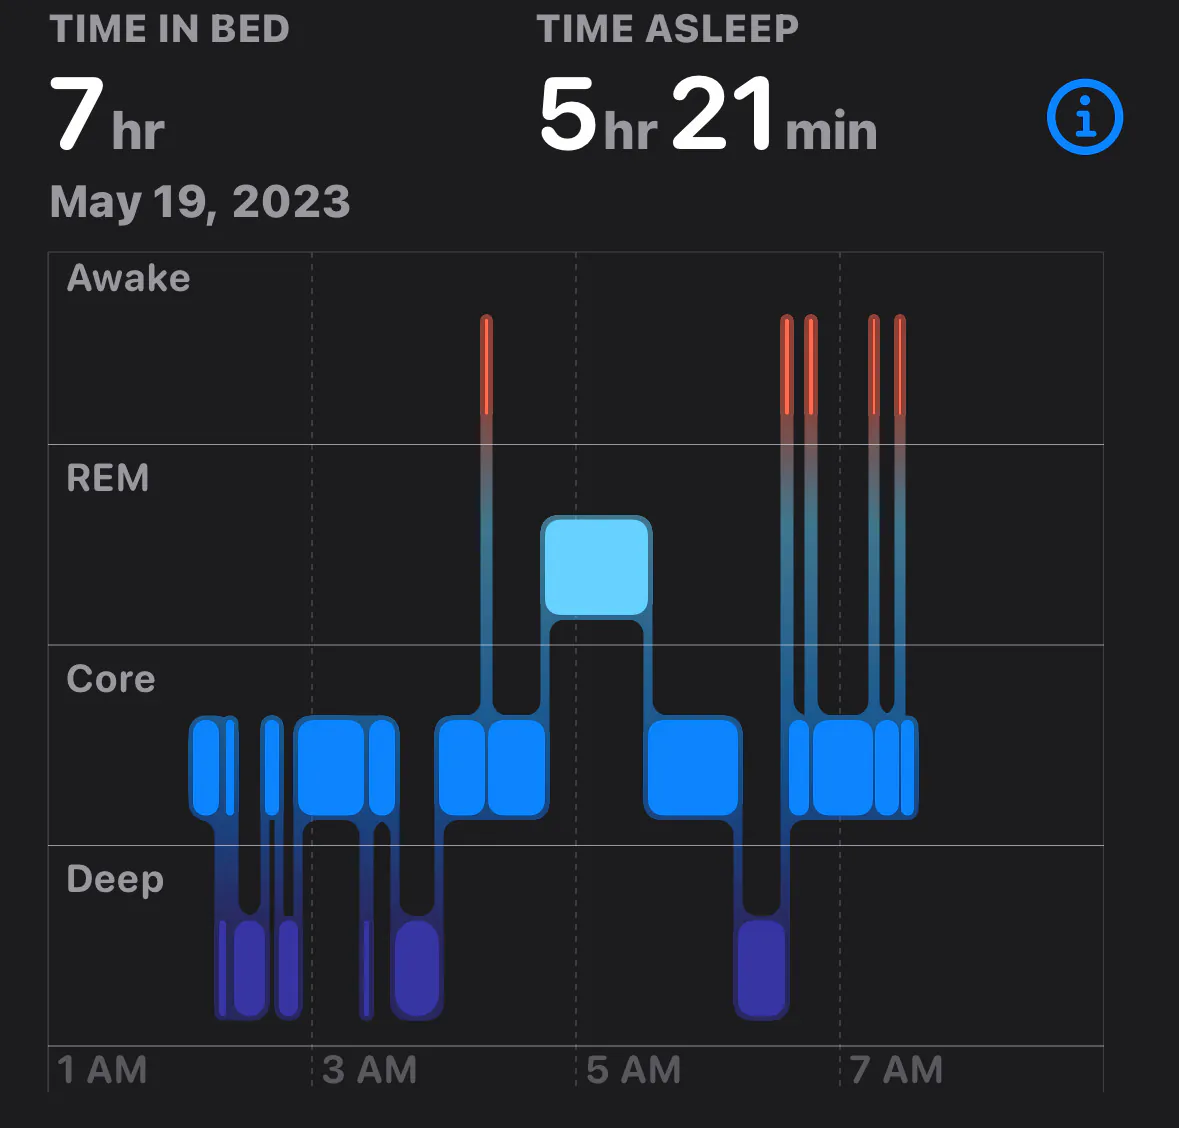 TIME IN BED TIME ASLEEP
7 hr 5 hr 21 min
May 19, 2023
Awake
REM
Core
Deep
1 AM 3 AM 5 AM 7 AM